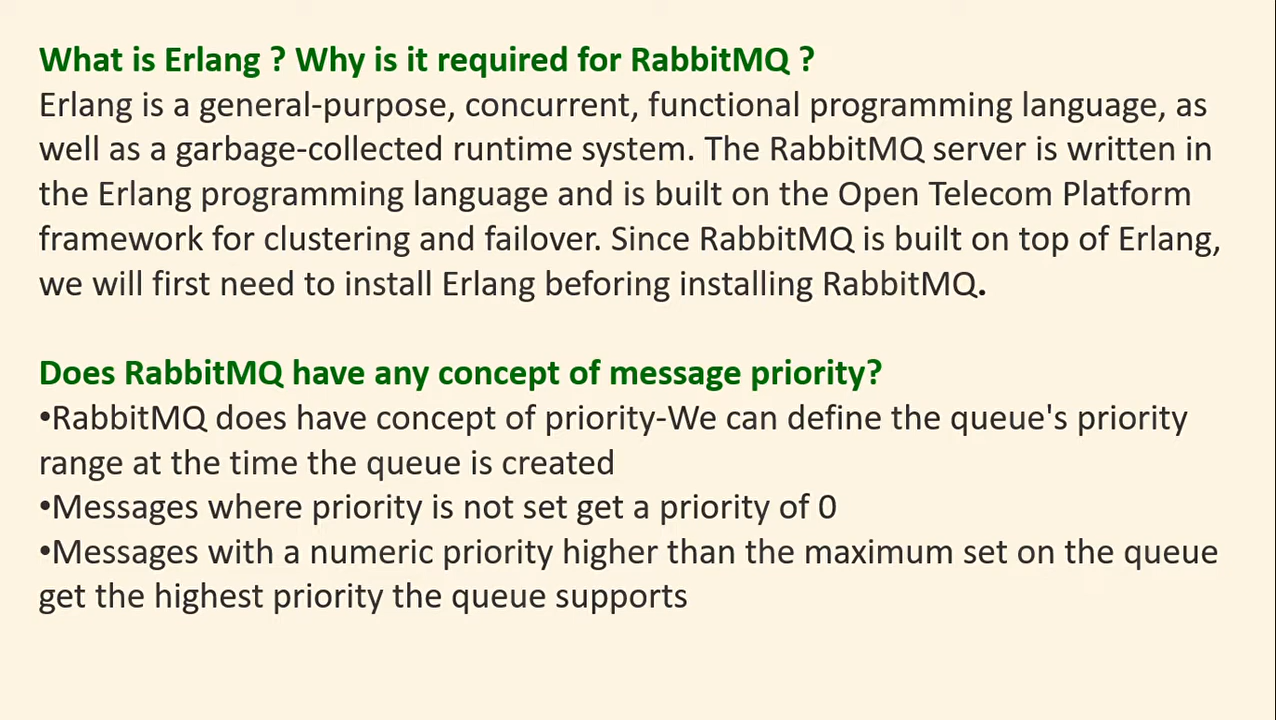 What is Erlang ? Why is it required for RabbitMQ ?
Erlang is a general-purpose, concurrent, functional programming language, as
well as a garbage-collected runtime system. The RabbitMQ server is written in
the Erlang programming language and is built on the Open Telecom Platform
framework for clustering and failover. Since RabbitMQ is built on top of Erlang,
we will first need to install Erlang beforing installing RabbitMQ.
Does RabbitMQ have any concept of message priority?
•RabbitMQ does have concept of priority-We can define the queue's priority
range at the time the queue is created
•Messages where priority is not set get a priority of 0
•Messages with a numeric priority higher than the maximum set on the queue
get the highest priority the queue supports